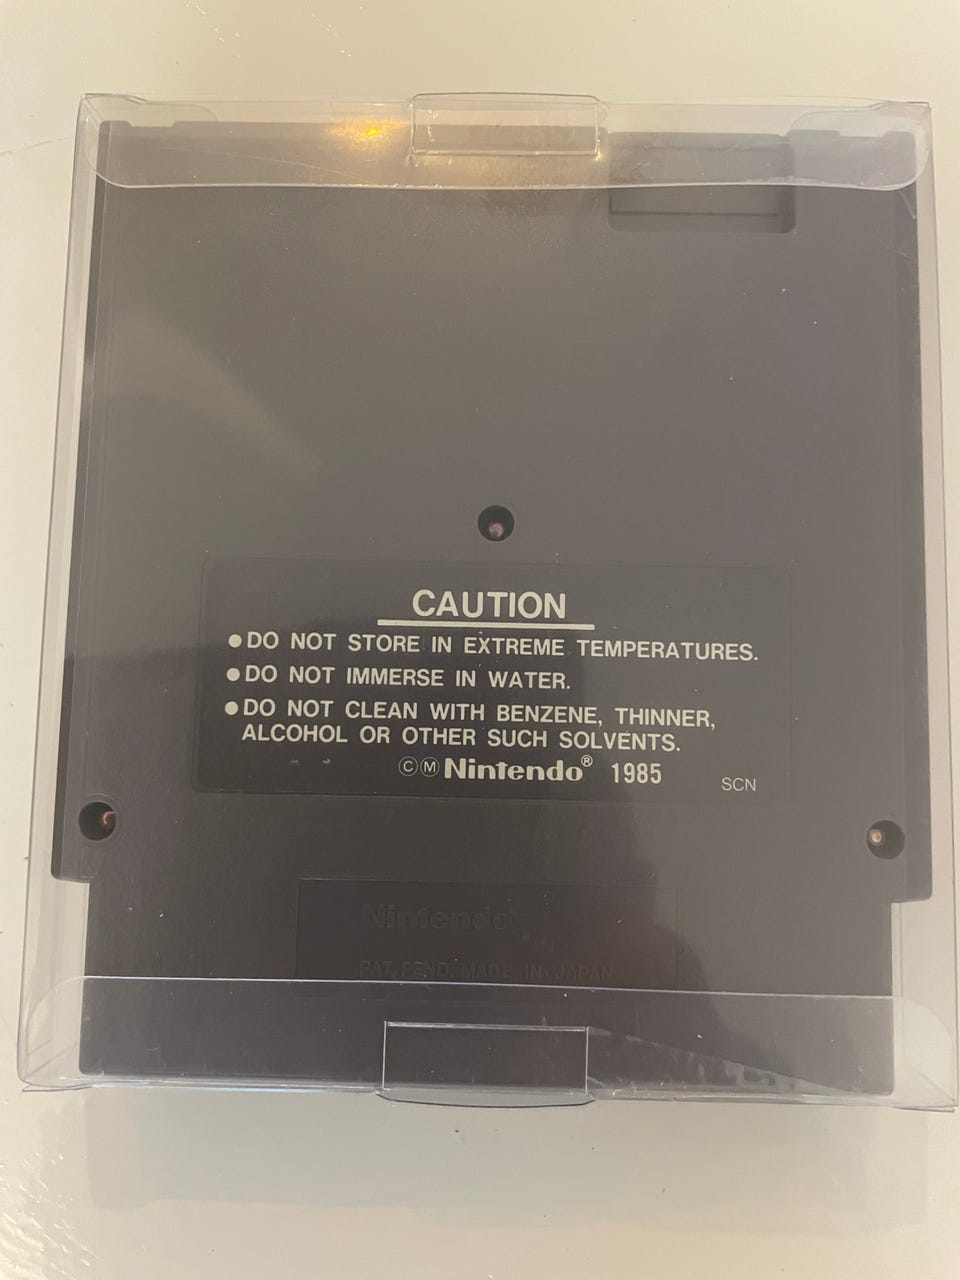 CAUTION
●DO NOT STORE IN EXTREME TEMPERATURES.
●DO NOT IMMERSE IN WATER.
●DO NOT CLEAN WITH BENZENE, THINNER,
ALCOHOL OR OTHER SUCH SOLVENTS.
ⒸⓂNintendo® 1985
SCN
Nintendo
PAT. PEND. MADE IN JAPAN